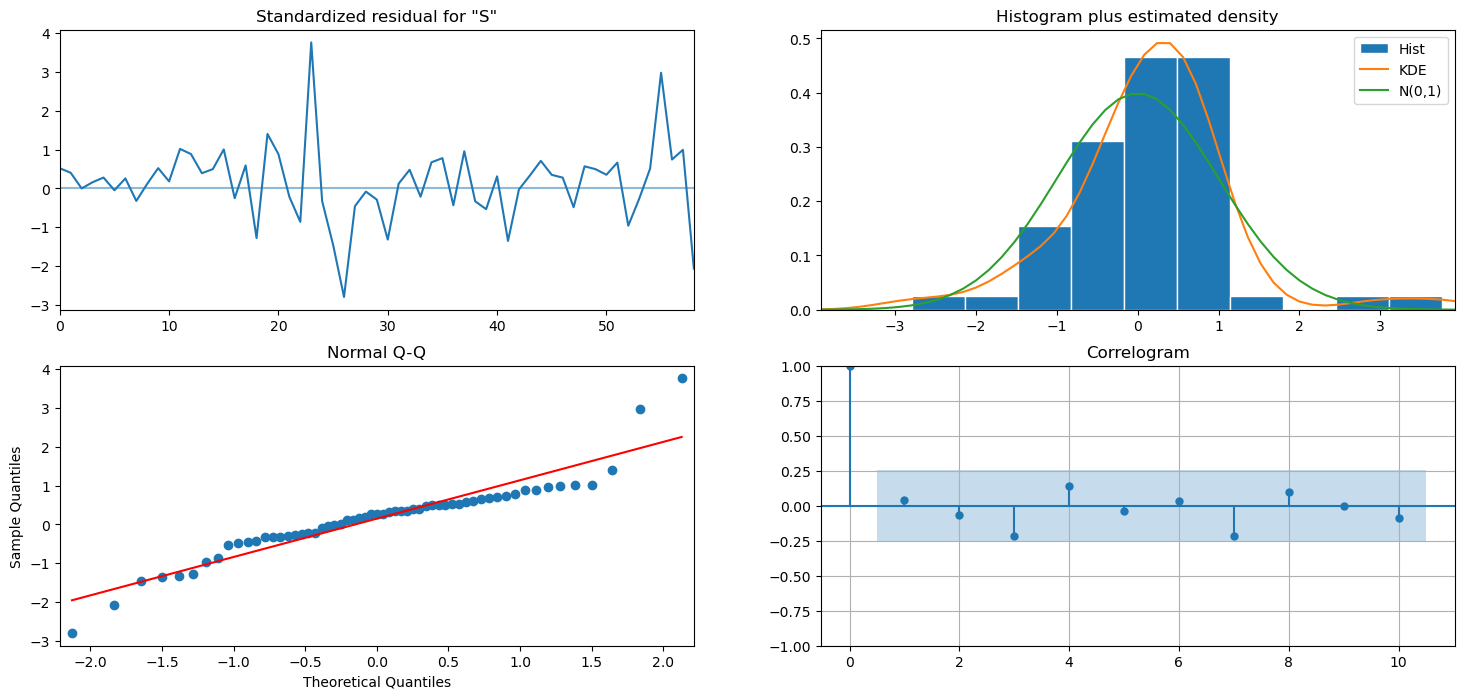 Standardized residual for "S"
4
3
2
1
0
−1
−2
−3
0 10 20 30 40 50
Histogram plus estimated density
0.5
0.4
0.3
0.2
0.1
0.0
Hist
KDE
N(0,1)
−3 −2 −1 0 1 2 3
Normal Q-Q
Sample Quantiles
4
3
2
1
0
−1
−2
−3
−2.0 −1.5 −1.0 −0.5 0.0 0.5 1.0 1.5 2.0
Theoretical Quantiles
Correlogram
1.00
0.75
0.50
0.25
0.00
−0.25
−0.50
−0.75
−1.00
0 2 4 6 8 10